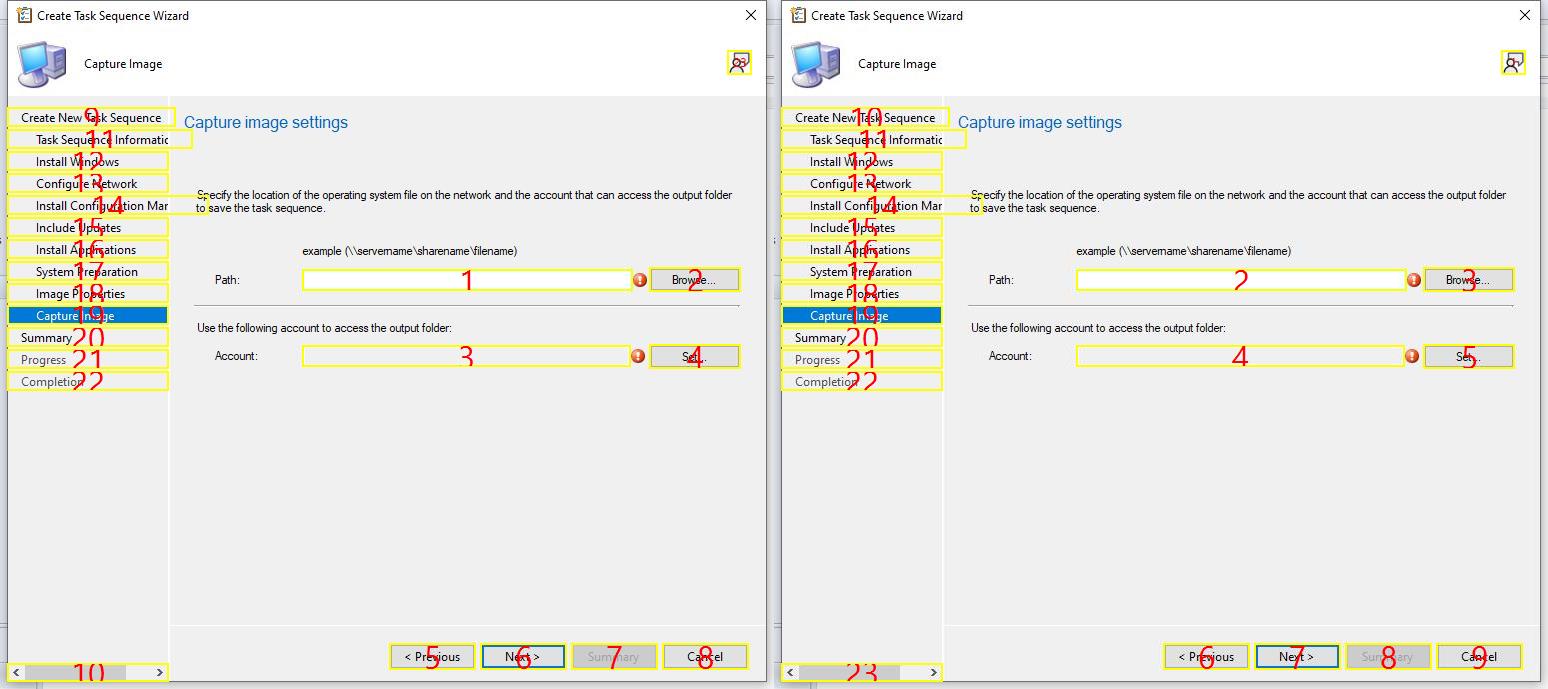 Create Task Sequence Wizard
Capture Image
23
Create New Task Sequence
9
Task Sequence Informatic
11
Install Windows
12
Configure Network
13
Install Configuration Mar
14
Include Updates
15
Install Applications
16
System Preparation
17
Image Properties
18
Capture Image
19
Summary
20
Progress
21
Completion
22
10
Capture image settings
Specify the location of the operating system file on the network and the account that can access the output folder
to save the task sequence.
example (\\servername\sharename\filename)
Path:
1
Browse...
2
Use the following account to access the output folder:
Account:
3
Set...
4
< Previous
5
Next >
6
Summary
7
Cancel
8
Create Task Sequence Wizard
Capture Image
1
Create New Task Sequence
10
Task Sequence Informatic
11
Install Windows
12
Configure Network
13
Install Configuration Mar
14
Include Updates
15
Install Applications
16
System Preparation
17
Image Properties
18
Capture Image
19
Summary
20
Progress
21
Completion
22
23
Capture image settings
Specify the location of the operating system file on the network and the account that can access the output folder
to save the task sequence.
example (\\servername\sharename\filename)
Path:
2
Browse...
3
Use the following account to access the output folder:
Account:
4
Set...
5
< Previous
6
Next >
7
Summary
8
Cancel
9